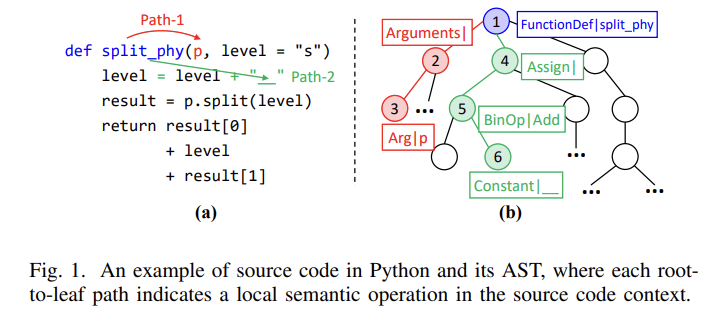 Path-1
def split_phy(p, level = "s")
level = level + "__" Path-2
result = p.split(level)
return result[0]
+ level
+ result[1]
(a)
1 FunctionDef|split_phy
Arguments|
2
4 Assign|
3 ...
5 BinOp|Add
Arg|p
6 ...
Constant|__
... ...
(b)
Fig. 1. An example of source code in Python and its AST, where each root-
to-leaf path indicates a local semantic operation in the source code context.